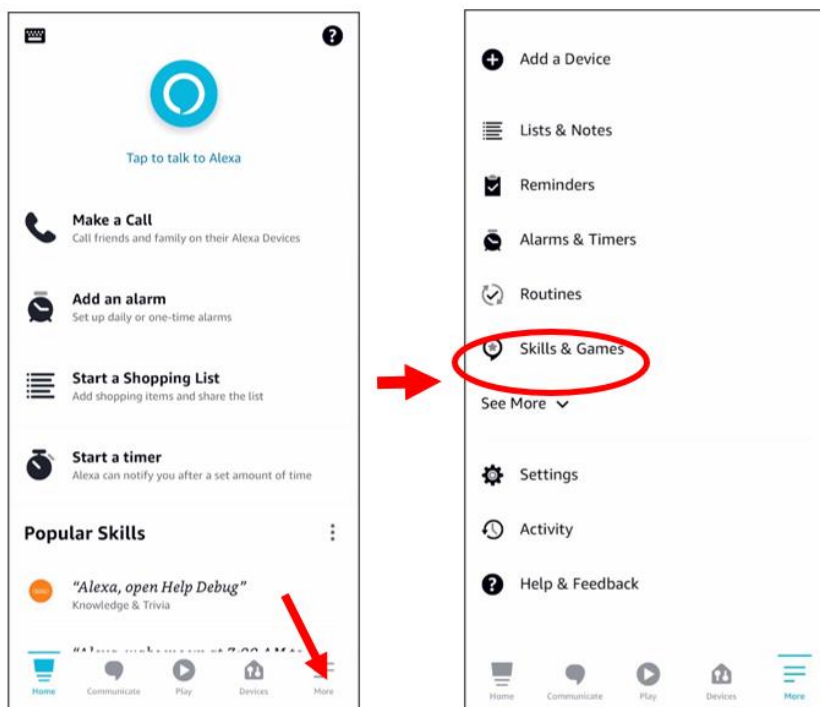 Tap to talk to Alexa
Make a Call
Call friends and family on their Alexa Devices
Add an alarm
Set up daily or one-time alarms
Start a Shopping List
Add shopping items and share the list
Start a timer
Alexa can notify you after a set amount of time
Popular Skills
“Alexa, open Help Debug”
Knowledge & Trivia
Home Communicate Play Devices More
Add a Device
Lists & Notes
Reminders
Alarms & Timers
Routines
Skills & Games
See More
Settings
Activity
Help & Feedback
Home Communicate Play Devices More